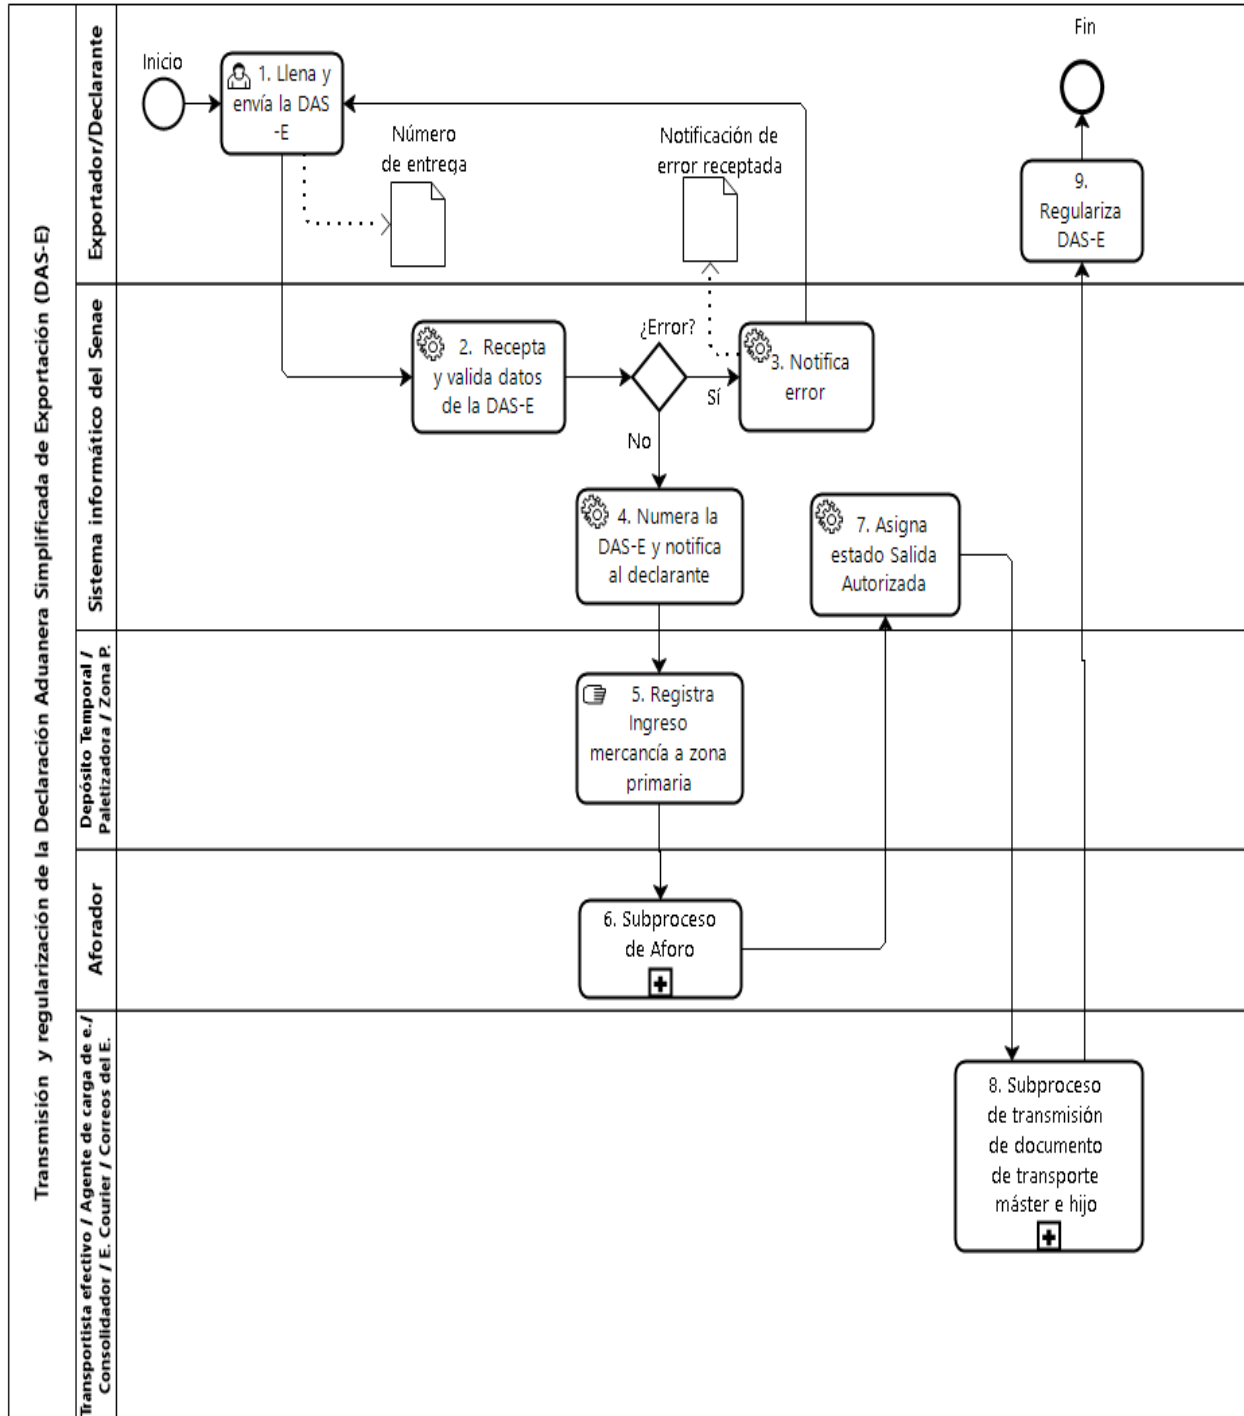 Transmisión y regularización de la Declaración Aduanera Simplificada de Exportación (DAS-E)
Exportador/Declarante
Inicio
1. Llena y
envía la DAS
-E
Número
de entrega
Notificación de
error receptada
Fin
9.
Regulariza
DAS-E
Sistema informático del Senae
2. Recepta
y valida datos
de la DAS-E
¿Error?
Sí
No
3. Notifica
error
4. Numera la
DAS-E y notifica
al declarante
7. Asigna
estado Salida
Autorizada
Depósito Temporal /
Paletizadora / Zona P.
5. Registra
Ingreso
mercancía a zona
primaria
Aforador
6. Subproceso
de Aforo
Transportista efectivo / Agente de carga de e./
Consolidador / E. Courier / Correos del E.
8. Subproceso
de transmisión
de documento
de transporte
máster e hijo